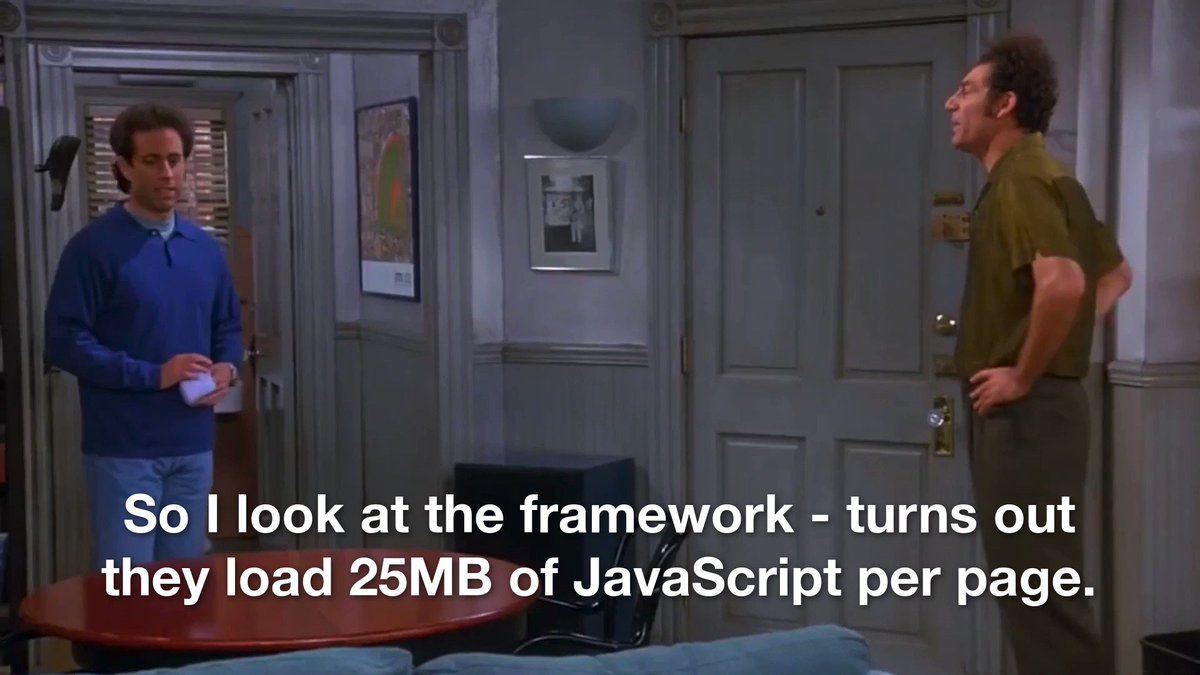 So I look at the framework - turns out
they load 25MB of JavaScript per page.